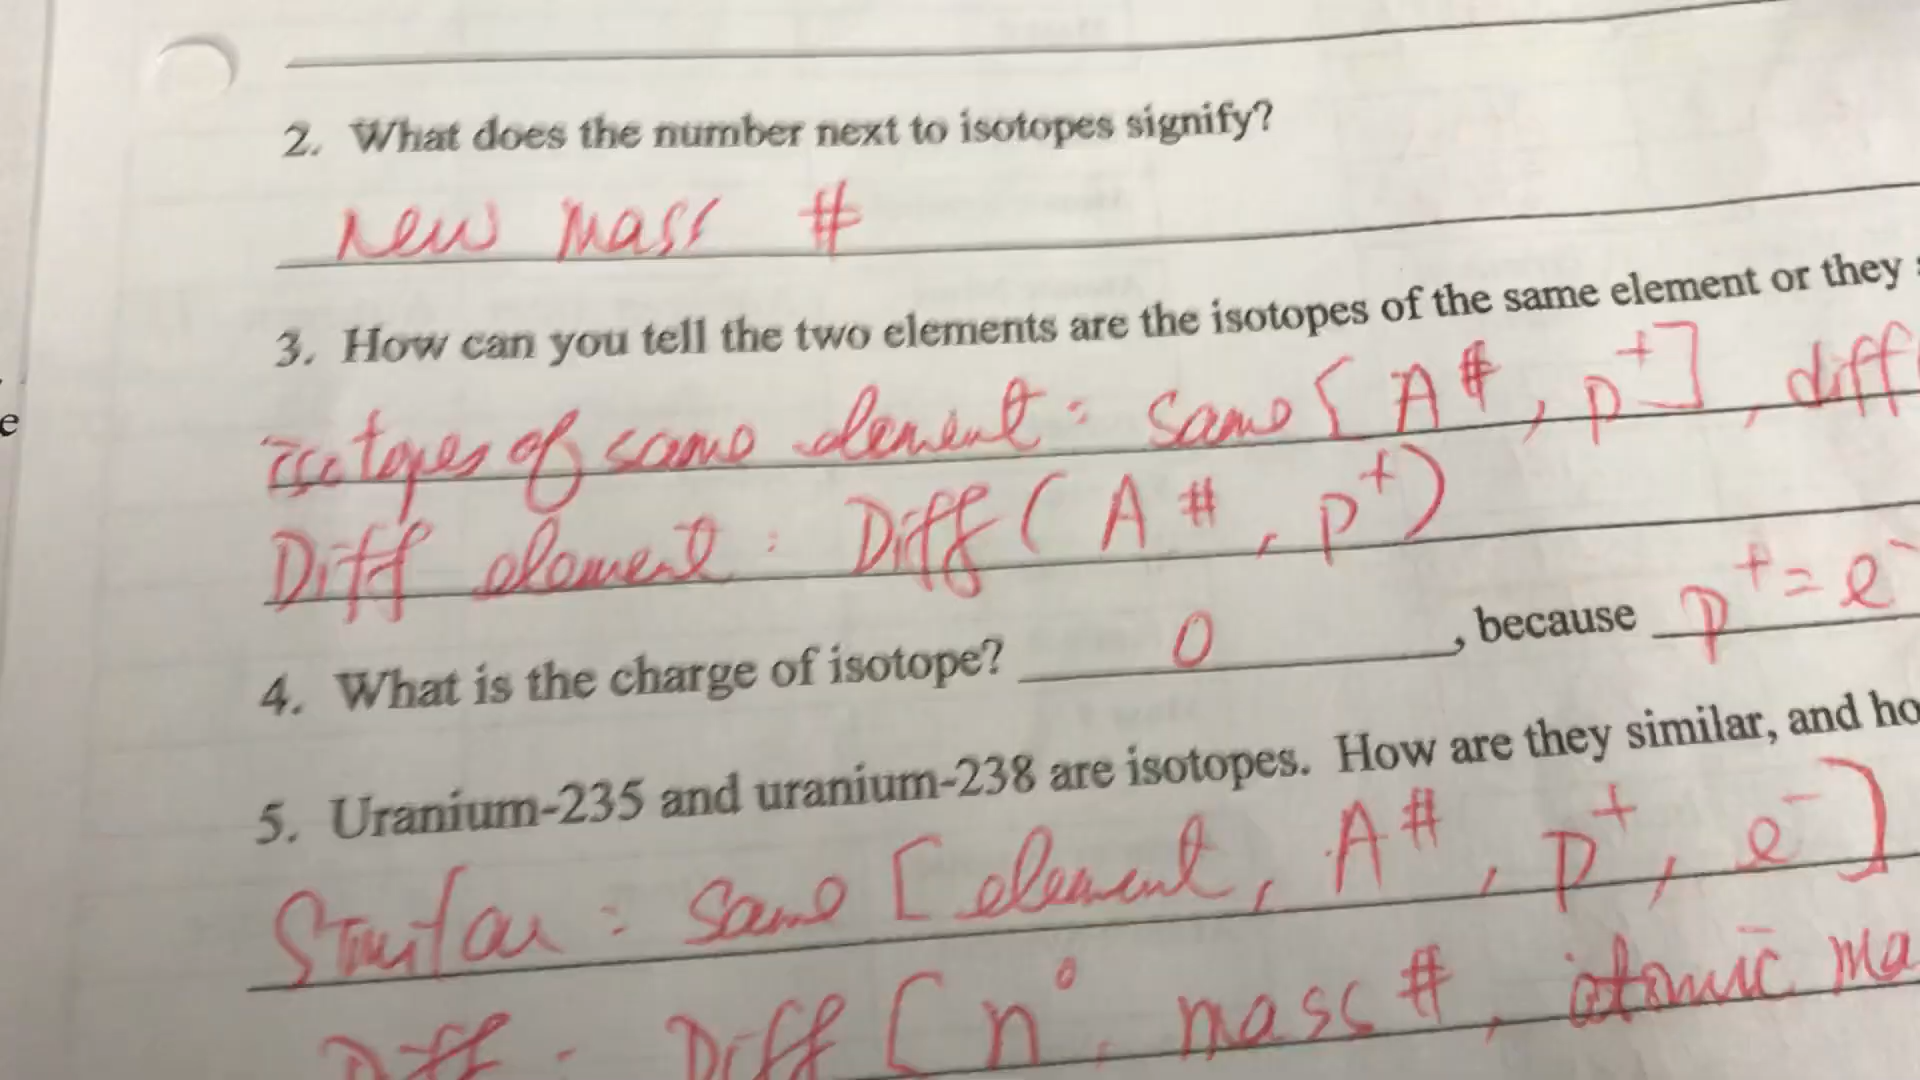 2. What does the number next to isotopes signify?
New mass #
3. How can you tell the two elements are the isotopes of the same element or they
isotopes of same element: same [A#, p⁺], diff
Diff element: Diff (A#, p⁺)
4. What is the charge of isotope? 0, because p⁺ = e⁻
5. Uranium-235 and uranium-238 are isotopes. How are they similar, and ho
Similar: same [element, A#, p⁺, e⁻]
Diff: Diff [n⁰, mass #, atomic ma
e